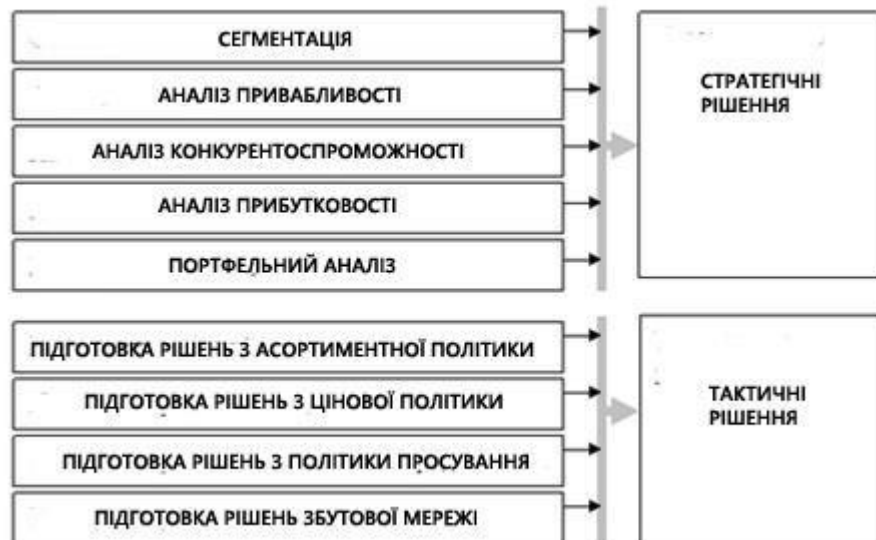 СЕГМЕНТАЦІЯ
АНАЛІЗ ПРИВАБЛИВОСТІ
АНАЛІЗ КОНКУРЕНТОСПРОМОЖНОСТІ
АНАЛІЗ ПРИБУТКОВОСТІ
ПОРТФЕЛЬНИЙ АНАЛІЗ
СТРАТЕГІЧНІ
РІШЕННЯ
ПІДГОТОВКА РІШЕНЬ З АСОРТИМЕНТНОЇ ПОЛІТИКИ
ПІДГОТОВКА РІШЕНЬ З ЦІНОВОЇ ПОЛІТИКИ
ПІДГОТОВКА РІШЕНЬ З ПОЛІТИКИ ПРОСУВАННЯ
ПІДГОТОВКА РІШЕНЬ ЗБУТОВОЇ МЕРЕЖІ
ТАКТИЧНІ
РІШЕННЯ